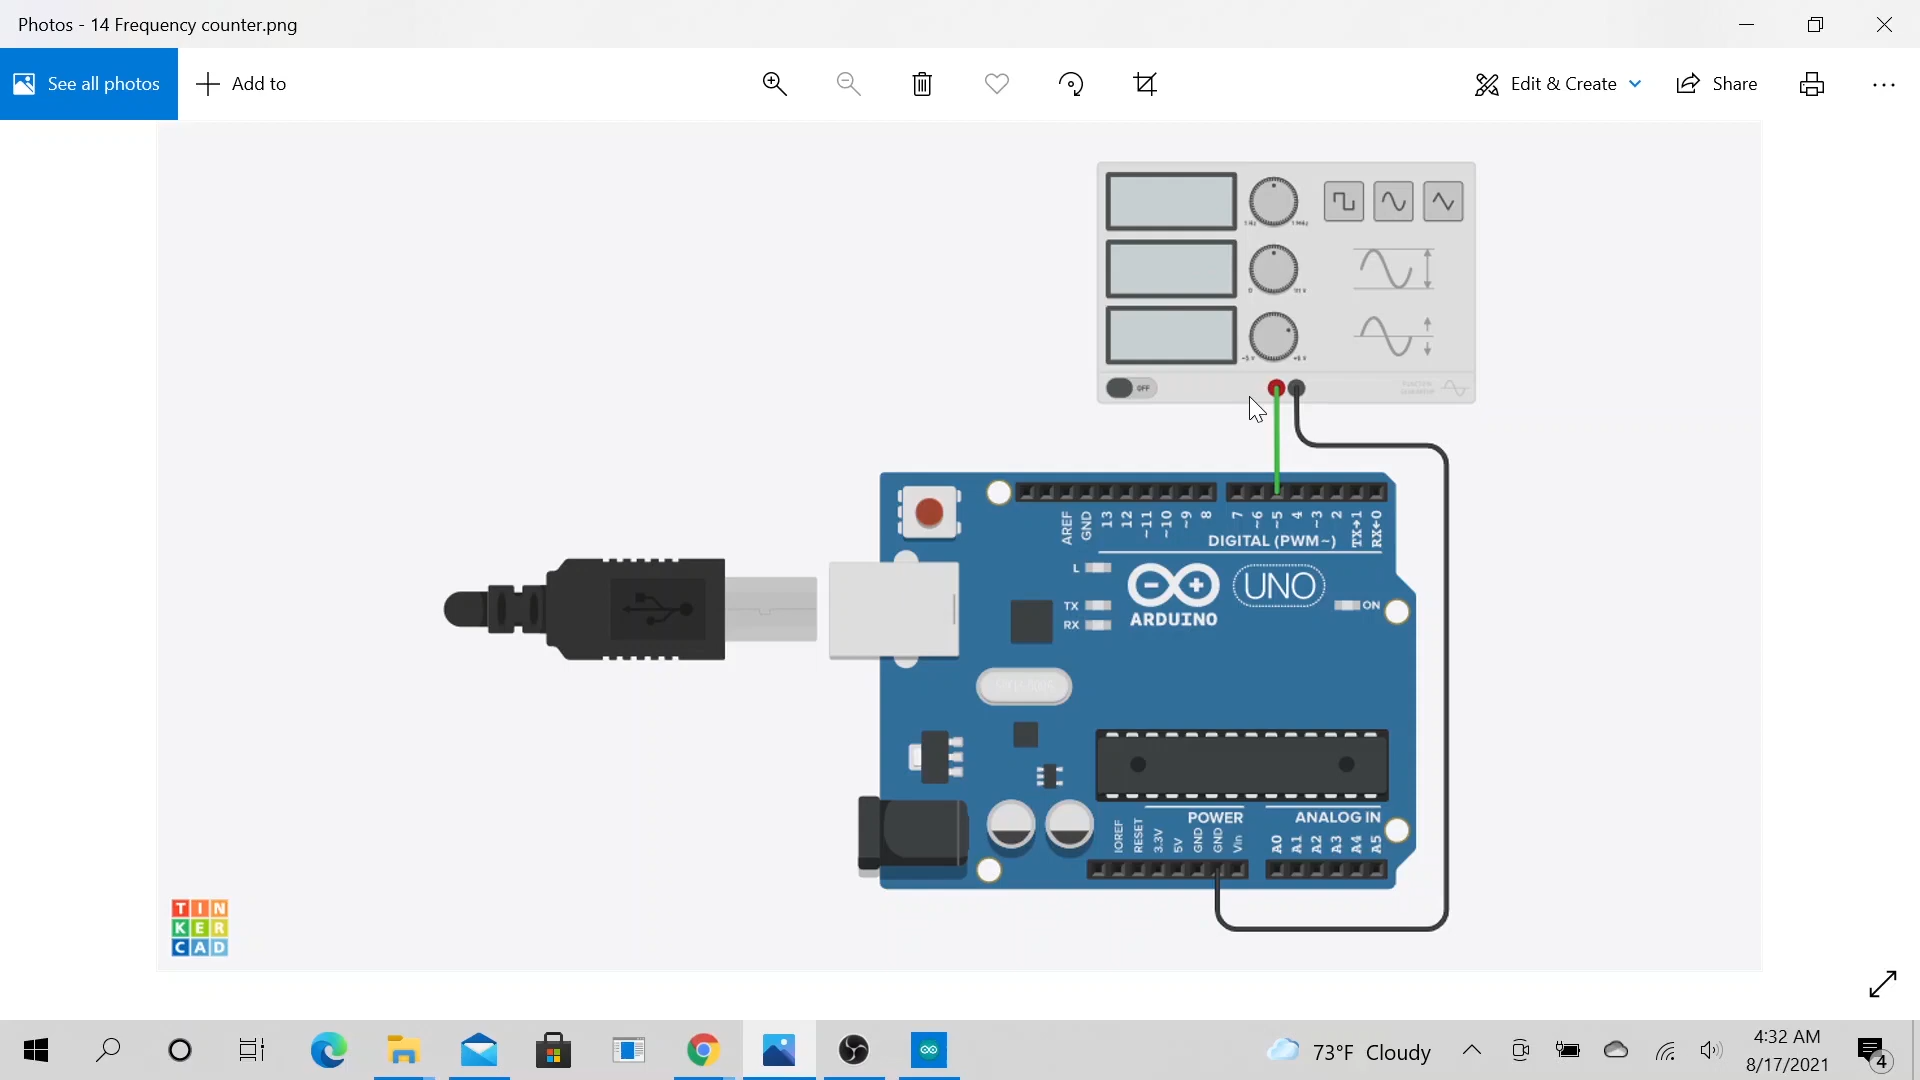 Photos - 14 Frequency counter.png
See all photos
Add to
Edit & Create
Share
OFF
AREF
GND
13
12
~11
~10
~9
8
7
~6
~5
4
~3
2
TX→1
RX←0
DIGITAL (PWM~)
L
TX
RX
ARDUINO
UNO
ON
POWER
ANALOG IN
IOREF
RESET
3.3V
5V
GND
GND
Vin
A0
A1
A2
A3
A4
A5
TIN
KER
CAD
73°F Cloudy
4:32 AM
8/17/2021
4